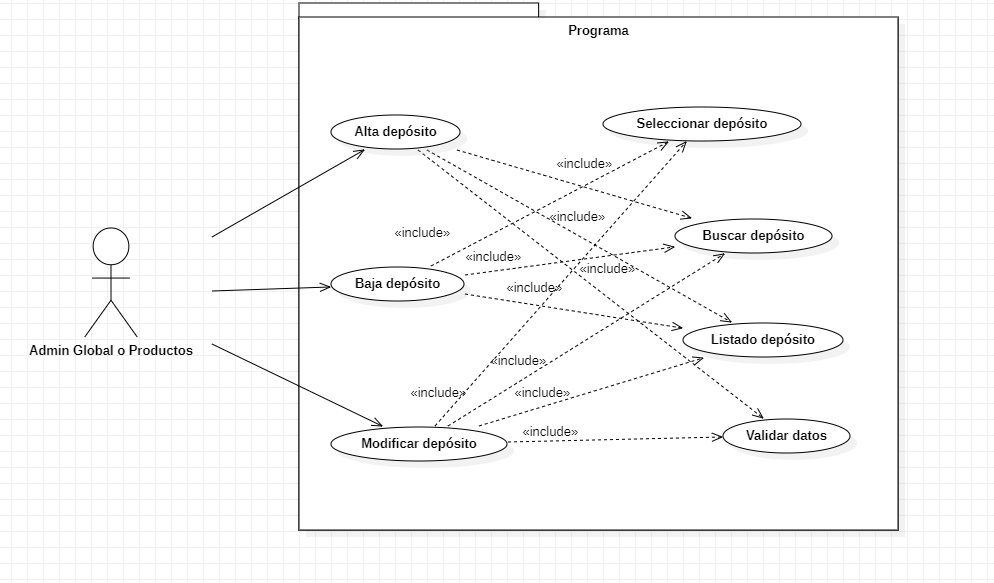 Programa
Alta depósito
Seleccionar depósito
«include»
«include»
«include»
Buscar depósito
«include»
«include»
Baja depósito
«include»
Listado depósito
Admin Global o Productos
«include»
«include»
«include»
«include»
Modificar depósito
Validar datos